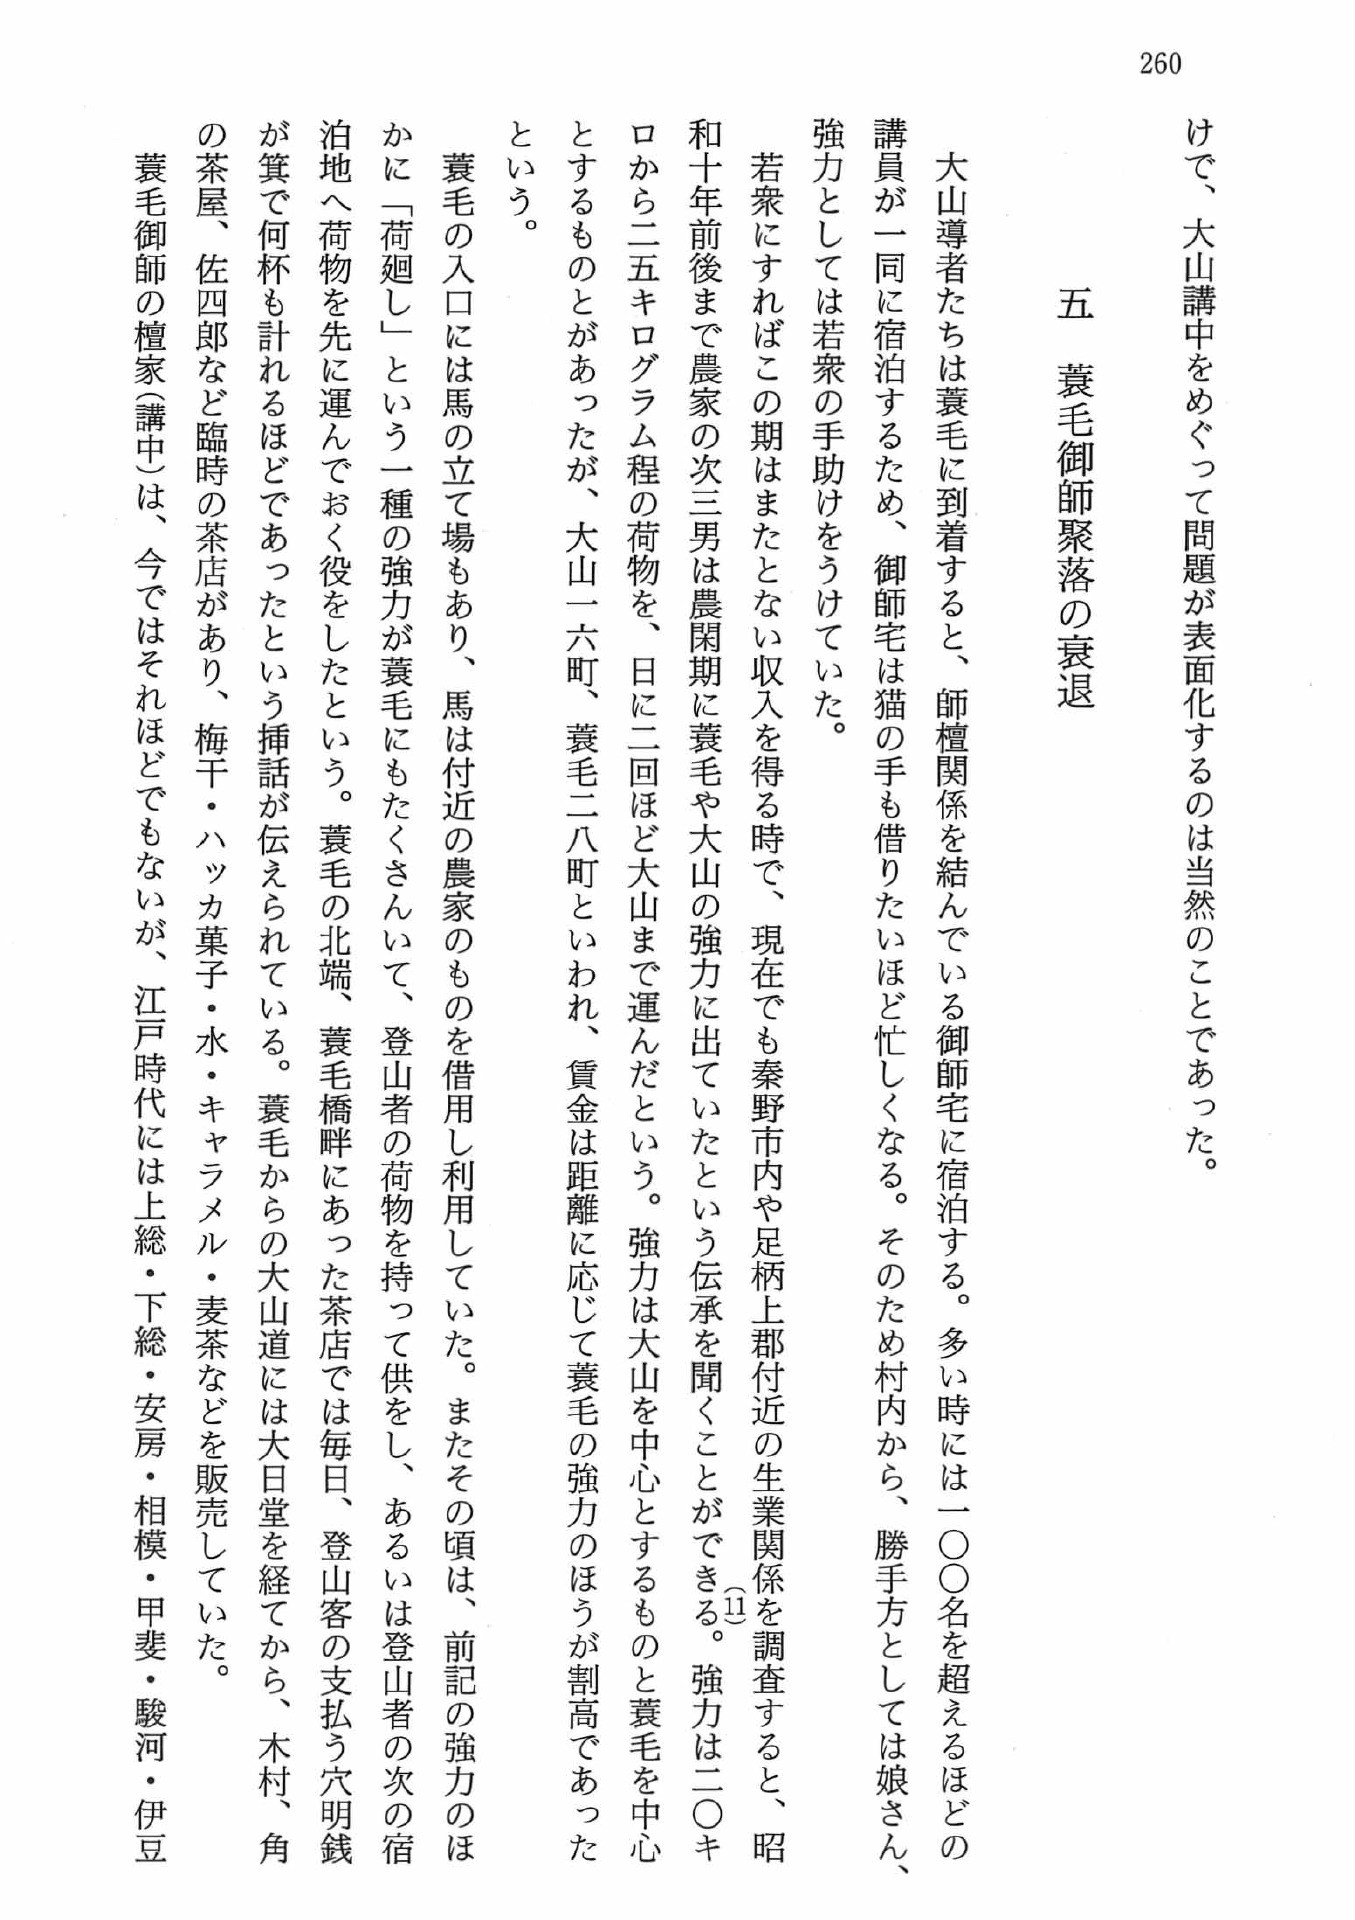 260
けで、大山講中をめぐって問題が表面化するのは当然のことであった。
五　蓑毛御師聚落の衰退
大山導者たちは蓑毛に到着すると、師檀関係を結んでいる御師宅に宿泊する。多い時には一〇〇名を超えるほどの
講員が一同に宿泊するため、御師宅は猫の手も借りたいほど忙しくなる。そのため村内から、勝手方としては娘さん、
強力としては若衆の手助けをうけていた。
若衆にすればこの期はまたとない収入を得る時で、現在でも秦野市内や足柄上郡付近の生業関係を調査すると、昭
和十年前後まで農家の次三男は農閑期に蓑毛や大山の強力に出ていたという伝承を聞くことができる(11)。強力は二〇キ
ロから二五キログラム程の荷物を、日に二回ほど大山まで運んだという。強力は大山を中心とするものと蓑毛を中心
とするものとがあったが、大山一六町、蓑毛二八町といわれ、賃金は距離に応じて蓑毛の強力のほうが割高であった
という。
蓑毛の入口には馬の立て場もあり、馬は付近の農家のものを借用し利用していた。またその頃は、前記の強力のほ
かに「荷廻し」という一種の強力が蓑毛にもたくさんいて、登山者の荷物を持って供をし、あるいは登山者の次の宿
泊地へ荷物を先に運んでおく役をしたという。蓑毛の北端、蓑毛橋畔にあった茶店では毎日、登山客の支払う穴明銭
が箕で何杯も計れるほどであったという挿話が伝えられている。蓑毛からの大山道には大日堂を経てから、木村、角
の茶屋、佐四郎など臨時の茶店があり、梅干・ハッカ菓子・水・キャラメル・麦茶などを販売していた。
蓑毛御師の檀家(講中)は、今ではそれほどでもないが、江戸時代には上総・下総・安房・相模・甲斐・駿河・伊豆